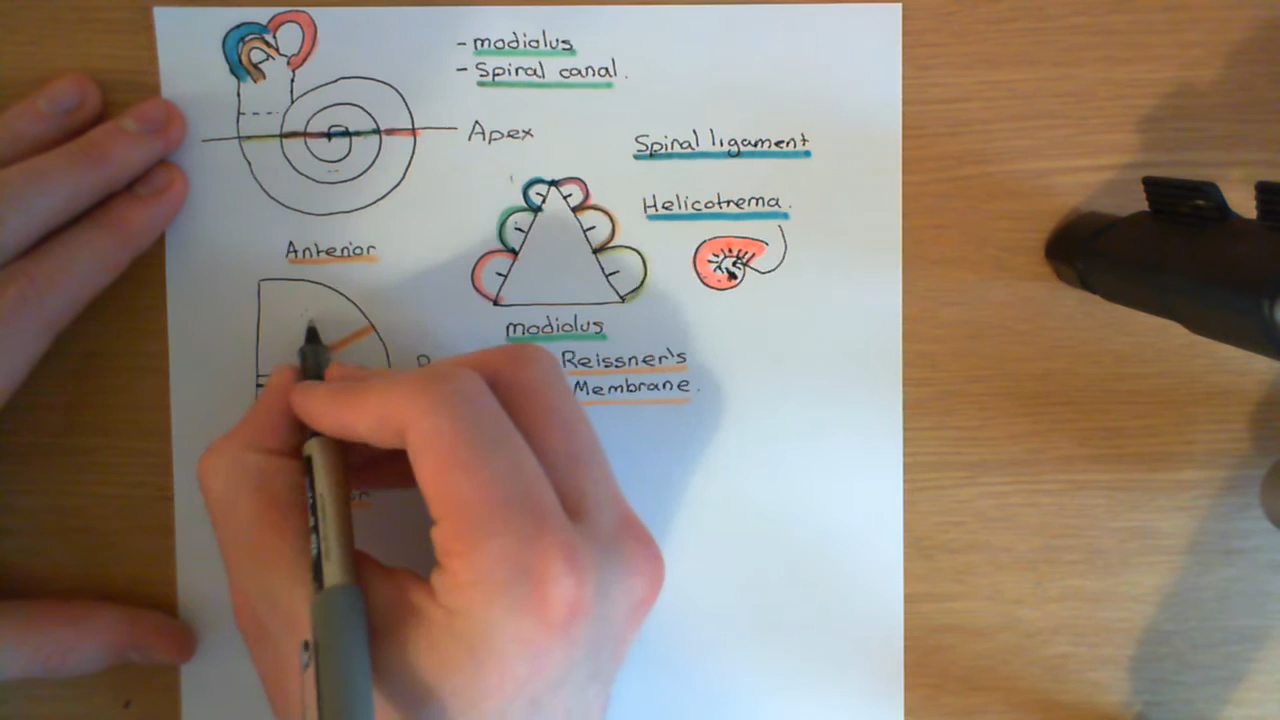 - modiolus
- Spiral canal.
Apex
Spiral ligament
Helicotrema.
Anterior
modiolus
Reissner's
Membrane.